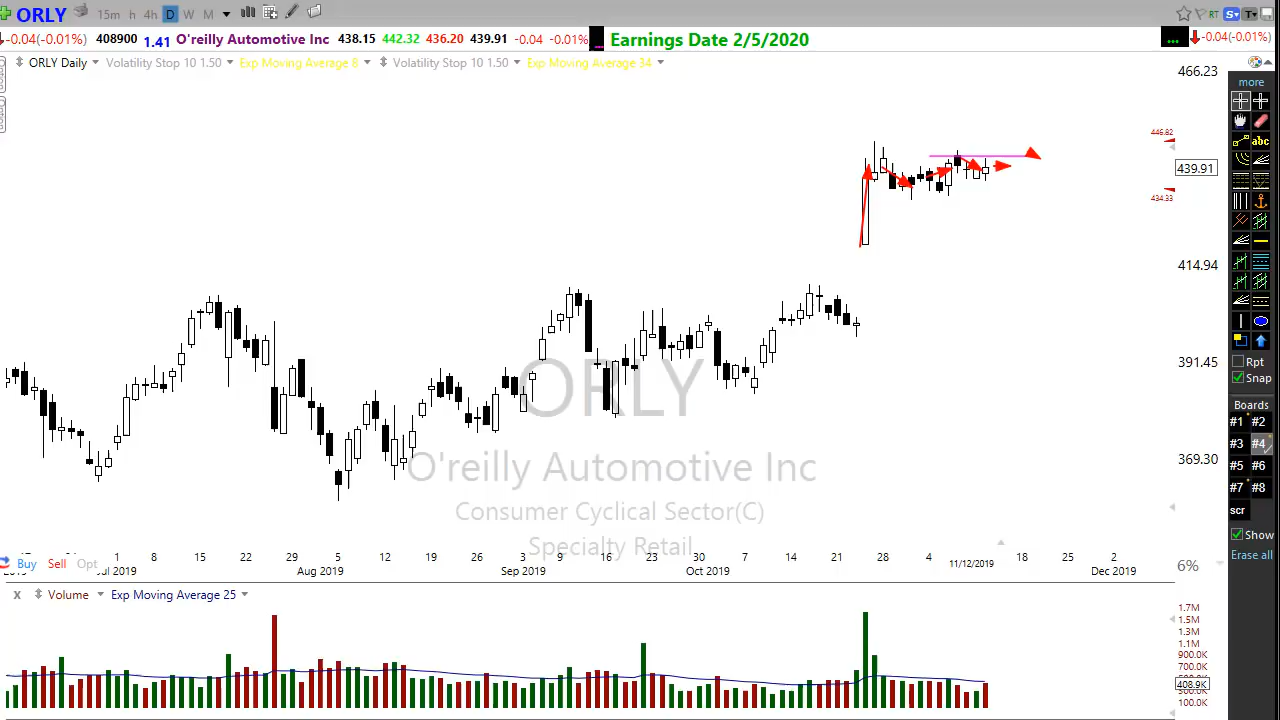 ORLY 15m h 4h D W M RT S T
-0.04(-0.01%) 408900 1.41 O'reilly Automotive Inc 438.15 442.32 436.20 439.91 -0.04 -0.01% ... Earnings Date 2/5/2020 ... -0.04(-0.01%)
ORLY Daily Volatility Stop 10 1.50 Exp Moving Average 8 Volatility Stop 10 1.50 Exp Moving Average 34
466.23
446.82
439.91
434.33
414.94
391.45
369.30
6%
more
abc
Rpt
Snap
Boards
#1 #2
#3 #4
#5 #6
#7 #8
scr
Show
Erase all
ORLY
O'reilly Automotive Inc
Consumer Cyclical Sector(C)
Specialty Retail
1 8 15 22 29 5 12 19 26 3 9 16 23 30 7 14 21 28 4 11/12/2019 18 25 2
Buy Sell Opt
Jul 2019 Aug 2019 Sep 2019 Oct 2019 Dec 2019
X Volume Exp Moving Average 25
1.7M
1.5M
1.3M
1.1M
900.0K
700.0K
408.9K
300.0K
100.0K